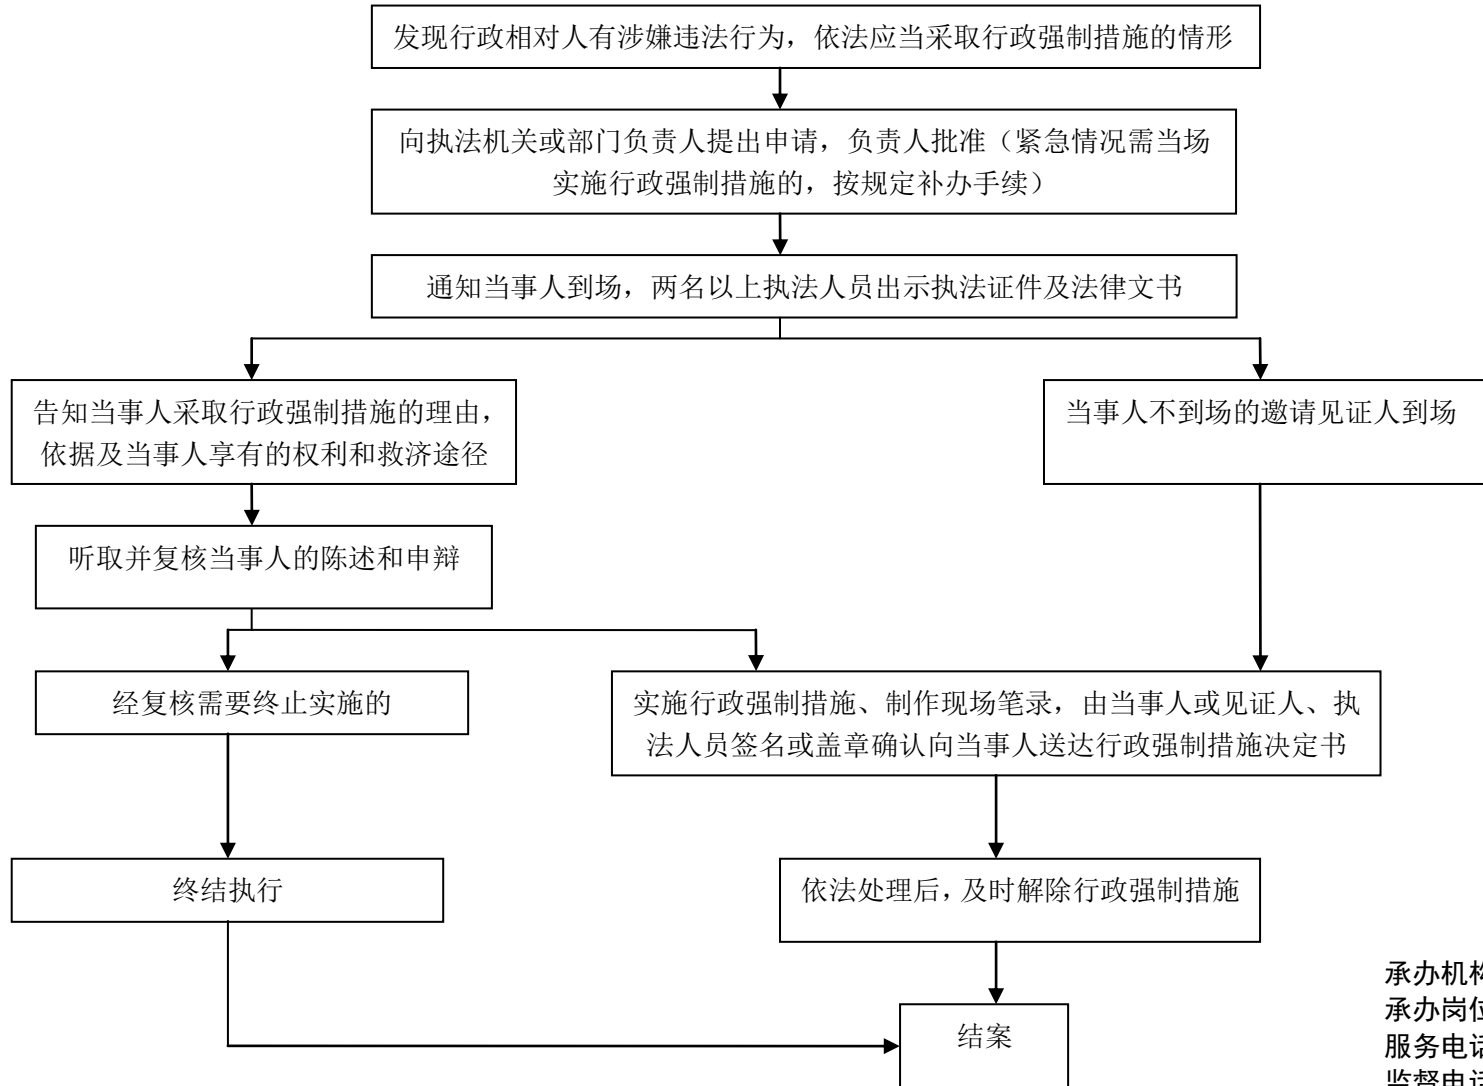 发现行政相对人有涉嫌违法行为，依法应当采取行政强制措施的情形
向执法机关或部门负责人提出申请，负责人批准（紧急情况需当场
实施行政强制措施的，按规定补办手续）
通知当事人到场，两名以上执法人员出示执法证件及法律文书
告知当事人采取行政强制措施的理由，
依据及当事人享有的权利和救济途径
当事人不到场的邀请见证人到场
听取并复核当事人的陈述和申辩
经复核需要终止实施的
实施行政强制措施、制作现场笔录，由当事人或见证人、执
法人员签名或盖章确认向当事人送达行政强制措施决定书
终结执行
依法处理后，及时解除行政强制措施
结案
承办机构
承办岗位
服务电话
监督电话